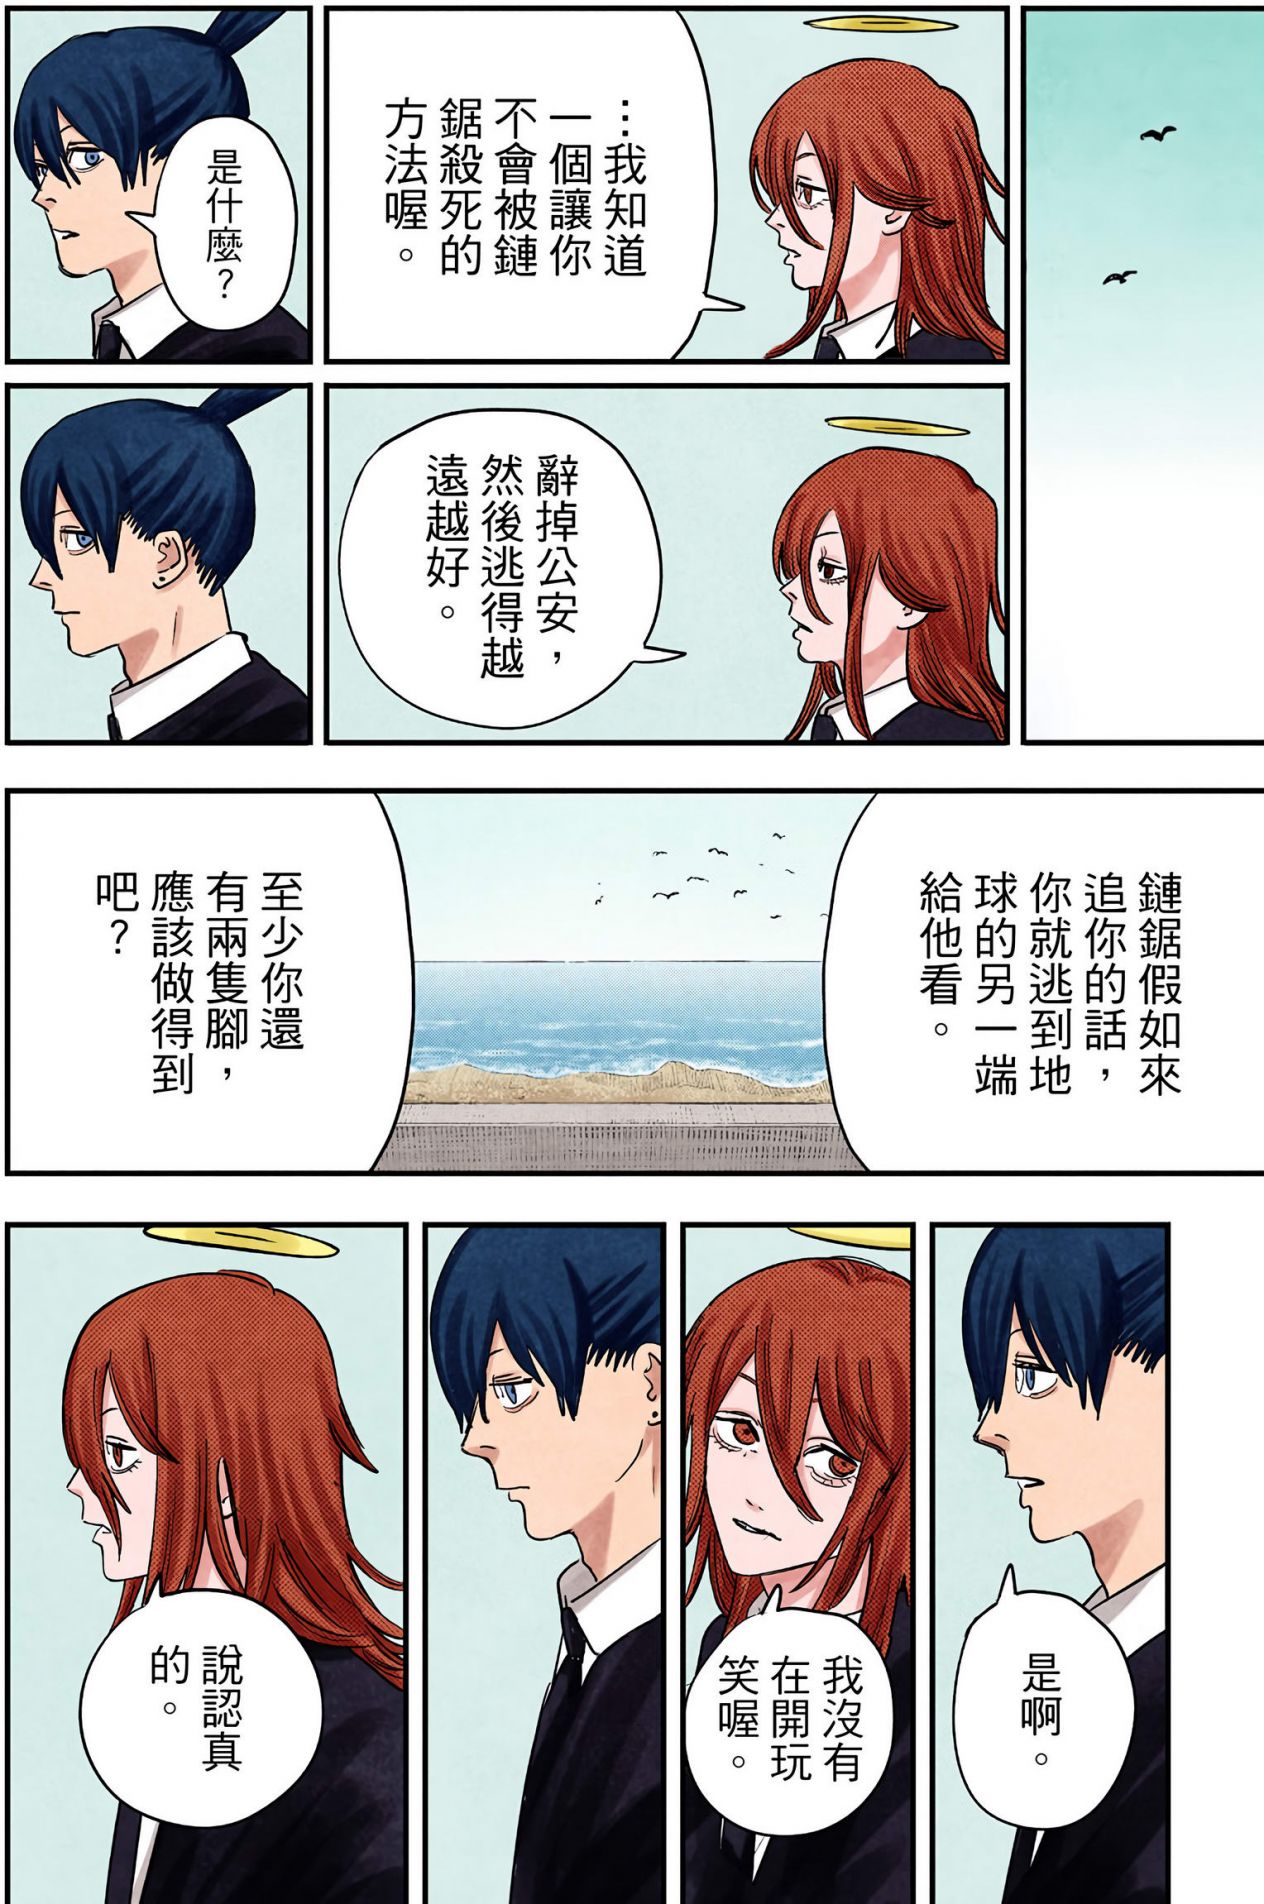 …我知道
一個讓你
不會被鏈
鋸殺死的
方法喔。
是什麼？
辭掉公安，
然後逃得越
遠越好。
鏈鋸假如來
追你的話，
你就逃到地
球的另一端
給他看。
至少你還
有兩隻腳，
應該做得到
吧？
是啊。
我沒有
在開玩
笑喔。
說認真
的。